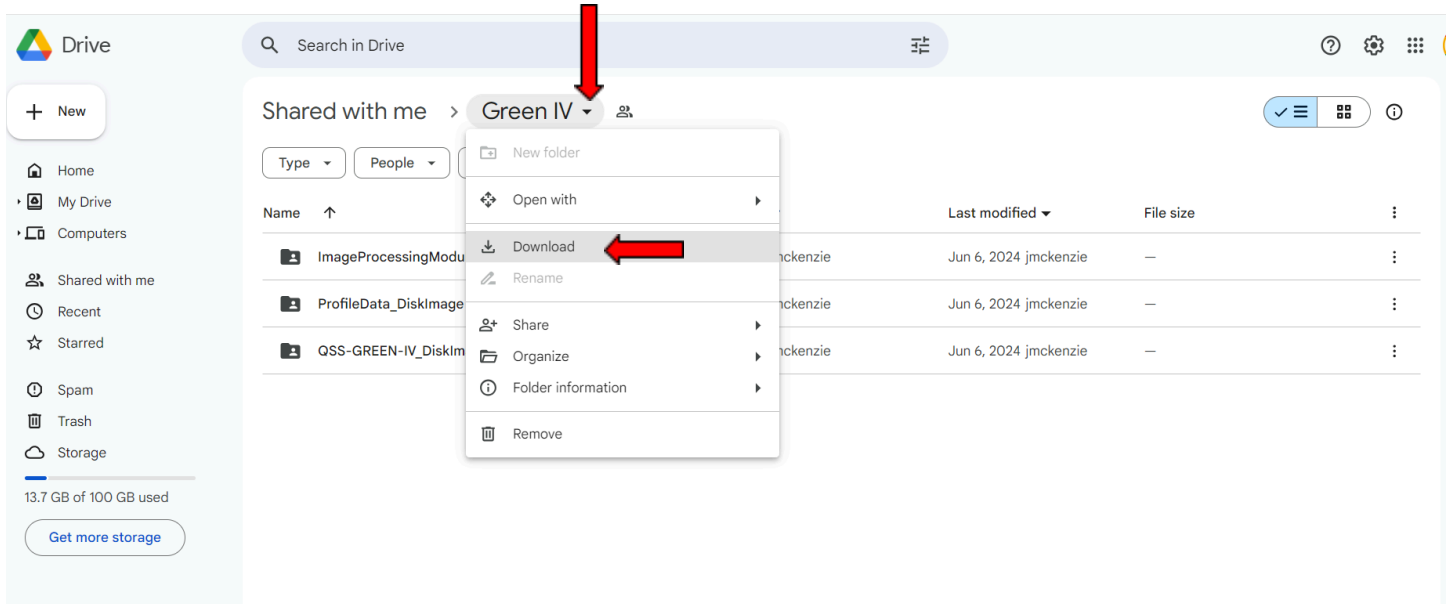 Drive
Search in Drive
New
Shared with me > Green IV
Type
People
New folder
Home
My Drive
Computers
Open with
Name
Last modified
File size
Download
ImageProcessingModu
ckenzie
Jun 6, 2024 jmckenzie
—
Rename
Shared with me
ProfileData_DiskImage
ckenzie
Jun 6, 2024 jmckenzie
—
Recent
Share
Starred
QSS-GREEN-IV_DiskIm
ckenzie
Jun 6, 2024 jmckenzie
—
Organize
Spam
Folder information
Trash
Remove
Storage
13.7 GB of 100 GB used
Get more storage